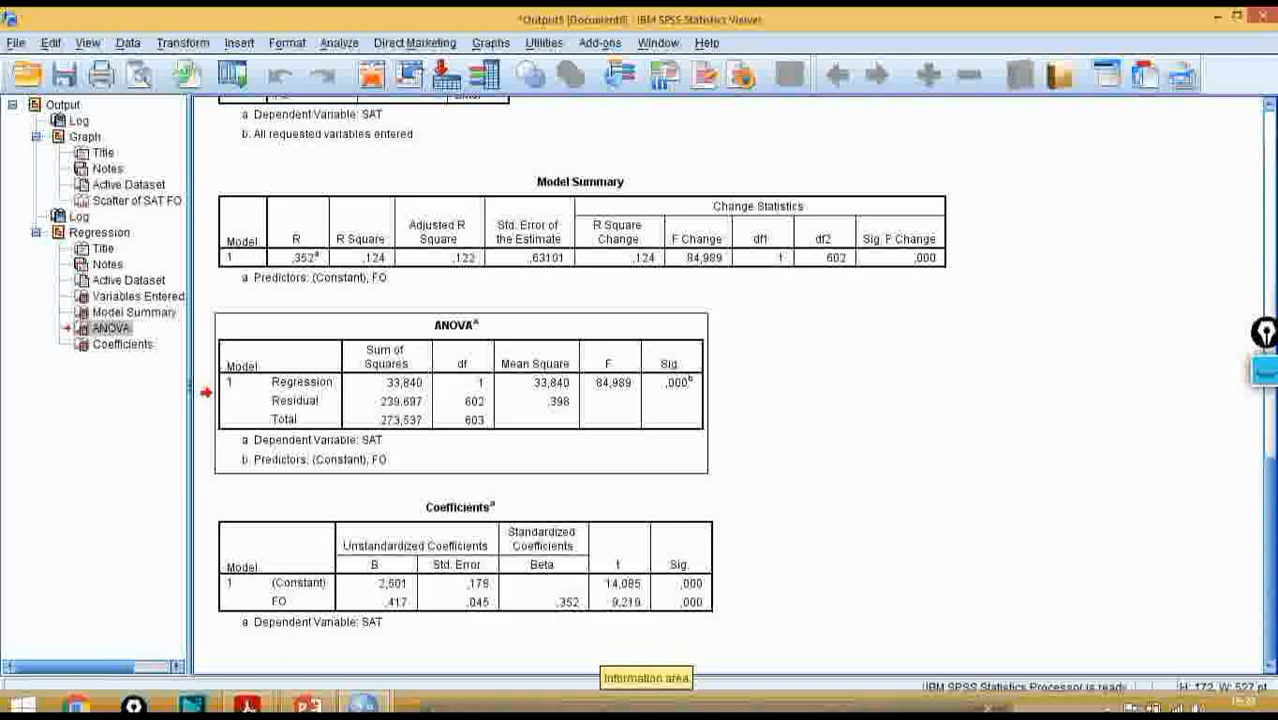 *Output5 [Document6] - IBM SPSS Statistics Viewer
File Edit View Data Transform Insert Format Analyze Direct Marketing Graphs Utilities Add-ons Window Help
Output
Log
Graph
Title
Notes
Active Dataset
Scatter of SAT FO
Log
Regression
Title
Notes
Active Dataset
Variables Entered
Model Summary
ANOVA
Coefficients
a Dependent Variable: SAT
b. All requested variables entered
Model Summary
Change Statistics
Model R R Square Adjusted R Square Std. Error of the Estimate R Square Change F Change df1 df2 Sig. F Change
1 ,352a ,124 ,122 ,63101 ,124 84,989 1 602 ,000
a Predictors: (Constant), FO
ANOVAa
Model Sum of Squares df Mean Square F Sig.
1 Regression 33,840 1 33,840 84,989 ,000b
Residual 239,697 602 ,398
Total 273,537 603
a Dependent Variable: SAT
b Predictors: (Constant), FO
Coefficientsa
Unstandardized Coefficients Standardized Coefficients
Model B Std. Error Beta t Sig.
1 (Constant) 2,501 ,179 14,085 ,000
FO ,417 ,045 ,352 9,219 ,000
a Dependent Variable: SAT
Information area
IBM SPSS Statistics Processor is ready H: 172, W: 527 pt